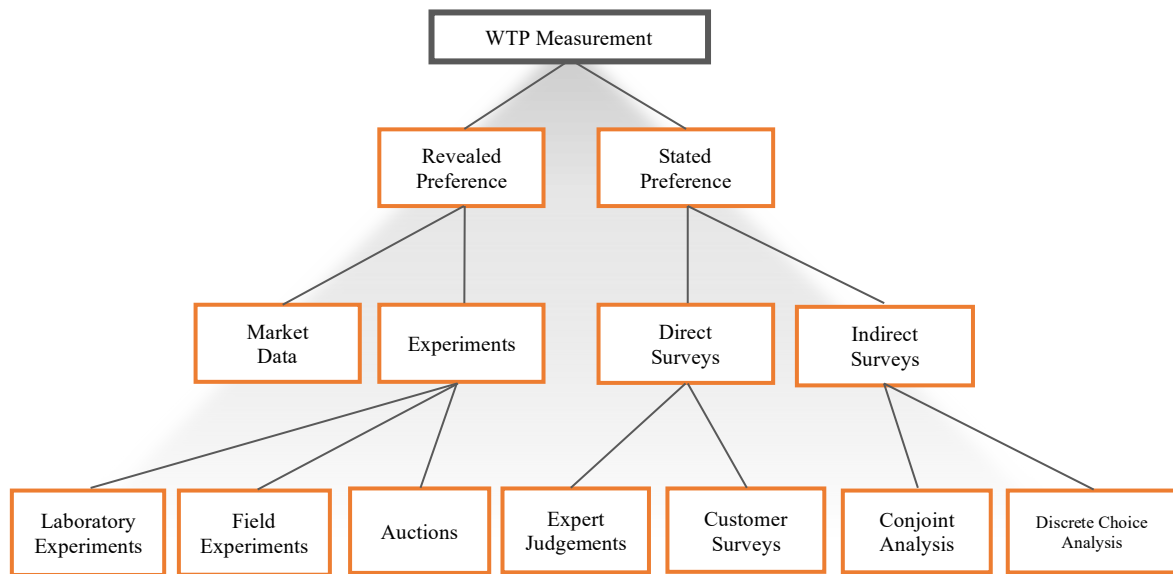 WTP Measurement
Revealed
Preference
Stated
Preference
Market
Data
Experiments
Direct
Surveys
Indirect
Surveys
Laboratory
Experiments
Field
Experiments
Auctions
Expert
Judgements
Customer
Surveys
Conjoint
Analysis
Discrete Choice
Analysis